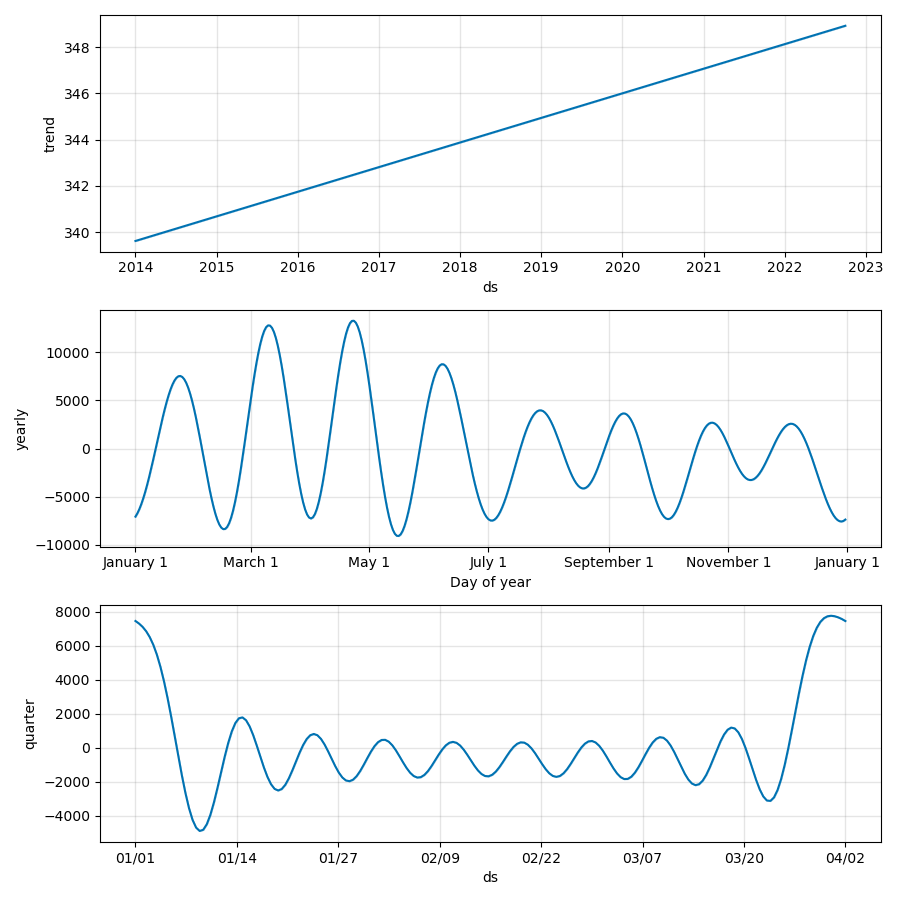 348
346
344
342
340
trend
2014 2015 2016 2017 2018 2019 2020 2021 2022 2023
ds
10000
5000
0
−5000
−10000
yearly
January 1 March 1 May 1 July 1 September 1 November 1 January 1
Day of year
8000
6000
4000
2000
0
−2000
−4000
quarter
01/01 01/14 01/27 02/09 02/22 03/07 03/20 04/02
ds